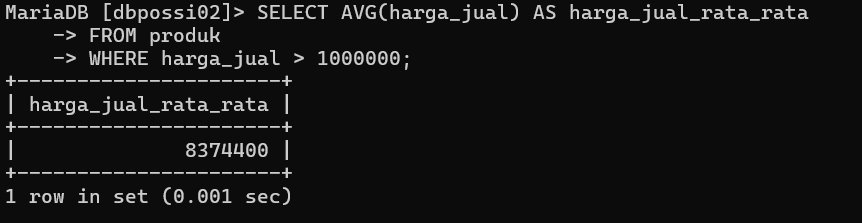 MariaDB [dbpossi02]> SELECT AVG(harga_jual) AS harga_jual_rata_rata
    -> FROM produk
    -> WHERE harga_jual > 1000000;
+----------------------+
| harga_jual_rata_rata |
+----------------------+
|              8374400 |
+----------------------+
1 row in set (0.001 sec)